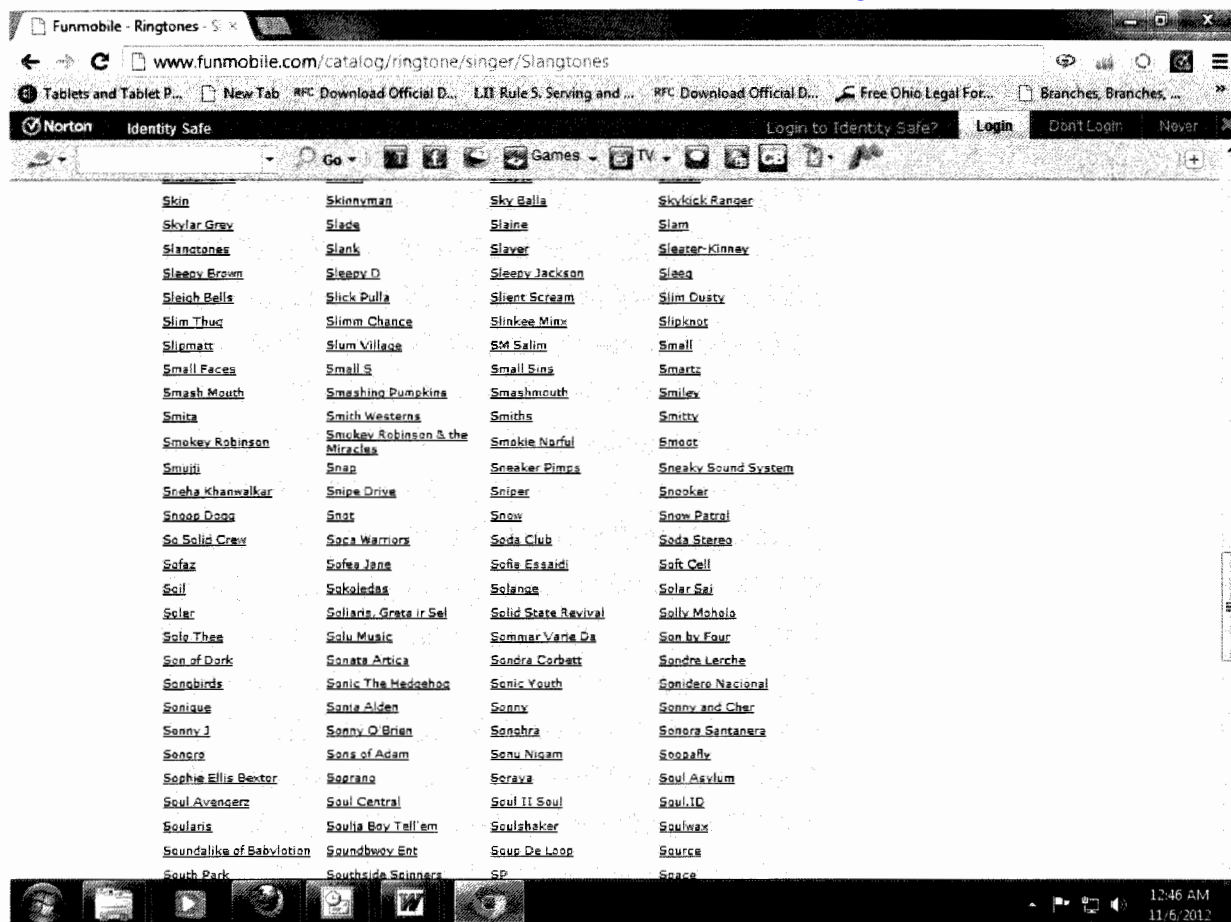 Funmobile - Ringtones - S
www.funmobile.com/catalog/ringtone/singer/Slangtones
Tablets and Tablet P... New Tab RFC Download Official D... LII Rule 5. Serving and ... RFC Download Official D... Free Ohio Legal For... Branches, Branches, ... »
Norton Identity Safe Login to Identity Safe? Login Don't Login Never
Go Games TV CB
Skin Skinnyman Sky Balla Skykick Ranger
Skylar Grey Slade Slaine Slam
Slangtones Slank Slayer Sleater-Kinney
Sleepy Brown Sleepy D Sleepy Jackson Sleeq
Sleigh Bells Slick Pulla Slient Scream Slim Dusty
Slim Thug Slimm Chance Slinkee Minx Slipknot
Slipmatt Slum Village SM Salim Small
Small Faces Small S Small Sins Smartz
Smash Mouth Smashing Pumpkins Smashmouth Smiley
Smita Smith Westerns Smiths Smitty
Smokey Robinson Smokey Robinson & the Miracles Smokie Norful Smoot
Smujji Snap Sneaker Pimps Sneaky Sound System
Sneha Khanwalkar Snipe Drive Sniper Snooker
Snoop Dogg Snot Snow Snow Patrol
So Solid Crew Soca Warriors Soda Club Soda Stereo
Sofaz Sofea Jane Sofia Essaidi Soft Cell
Soil Sokoledas Solange Solar Sai
Soler Soliaris, Greta ir Sel Solid State Revival Solly Moholo
Solo Thee Solu Music Sommar Varie Da Son by Four
Son of Dork Sonata Artica Sondra Corbett Sondre Lerche
Songbirds Sonic The Hedgehog Sonic Youth Sonidero Nacional
Sonique Sonia Alden Sonny Sonny and Cher
Sonny J Sonny O'Brien Sonohra Sonora Santanera
Sonoro Sons of Adam Sonu Nigam Soopafly
Sophie Ellis Bextor Soprano Soraya Soul Asylum
Soul Avengerz Soul Central Soul II Soul Soul.ID
Soularis Soulja Boy Tell'em Soulshaker Soulwax
Soundalike of Babylotion Soundbwoy Ent Soup De Loop Source
South Park Southside Spinners SP Space
12:46 AM
11/6/2012